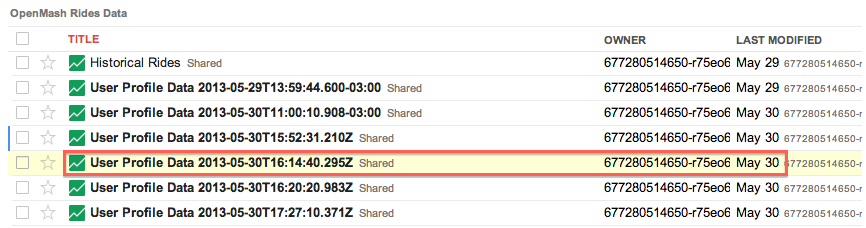 OpenMash Rides Data
TITLE OWNER LAST MODIFIED
Historical Rides Shared 677280514650-r75eo6 May 29 677280514650-r
User Profile Data 2013-05-29T13:59:44.600-03:00 Shared 677280514650-r75eo6 May 29 677280514650-r
User Profile Data 2013-05-30T11:00:10.908-03:00 Shared 677280514650-r75eo6 May 30 677280514650-r
User Profile Data 2013-05-30T15:52:31.210Z Shared 677280514650-r75eo6 May 30 677280514650-r
User Profile Data 2013-05-30T16:14:40.295Z Shared 677280514650-r75eo6 May 30 677280514650-r
User Profile Data 2013-05-30T16:20:20.983Z Shared 677280514650-r75eo6 May 30 677280514650-r
User Profile Data 2013-05-30T17:27:10.371Z Shared 677280514650-r75eo6 May 30 677280514650-r